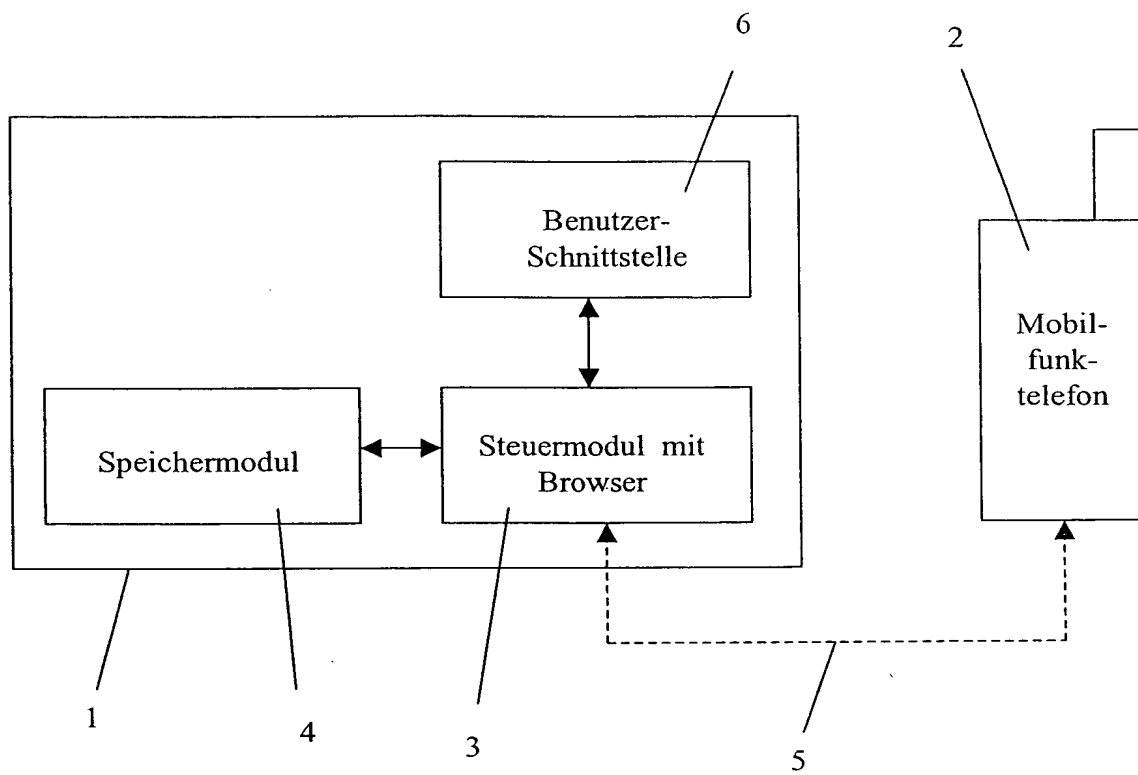 6
2
Benutzer-
Schnittstelle
Mobil-
funk-
telefon
Speichermodul
Steuermodul mit
Browser
1
4
3
5